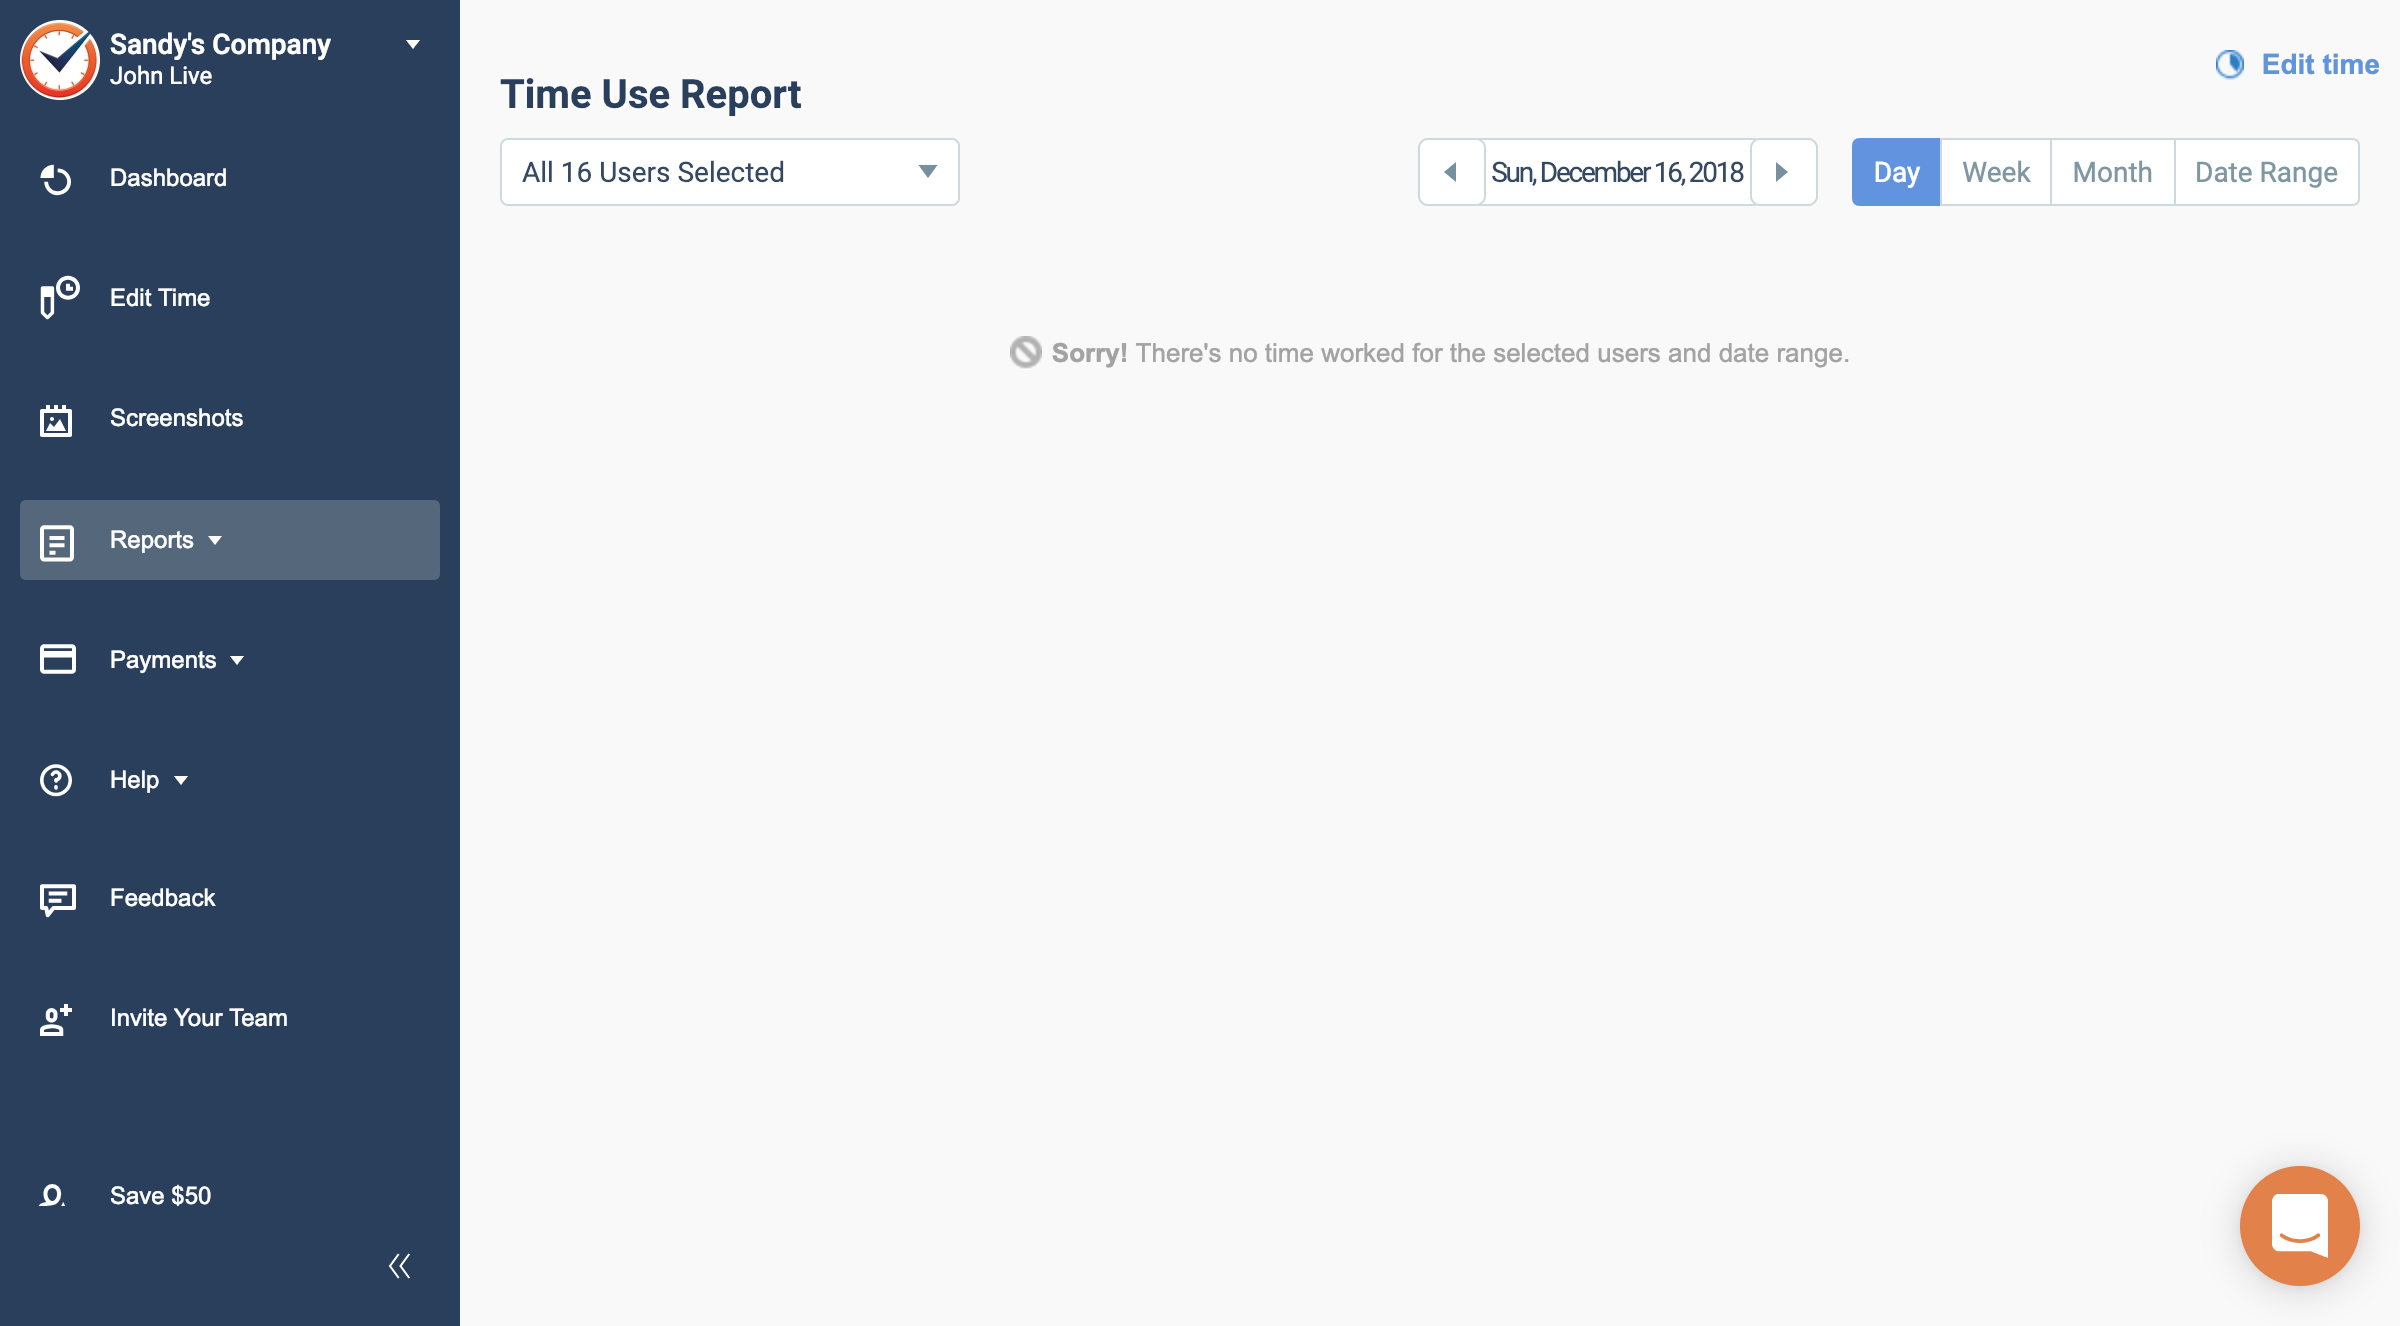 Sandy's Company
John Live
Dashboard
Edit Time
Screenshots
Reports
Payments
Help
Feedback
Invite Your Team
Save $50
Edit time
Time Use Report
All 16 Users Selected
Sun, December 16, 2018
Day
Week
Month
Date Range
Sorry! There's no time worked for the selected users and date range.